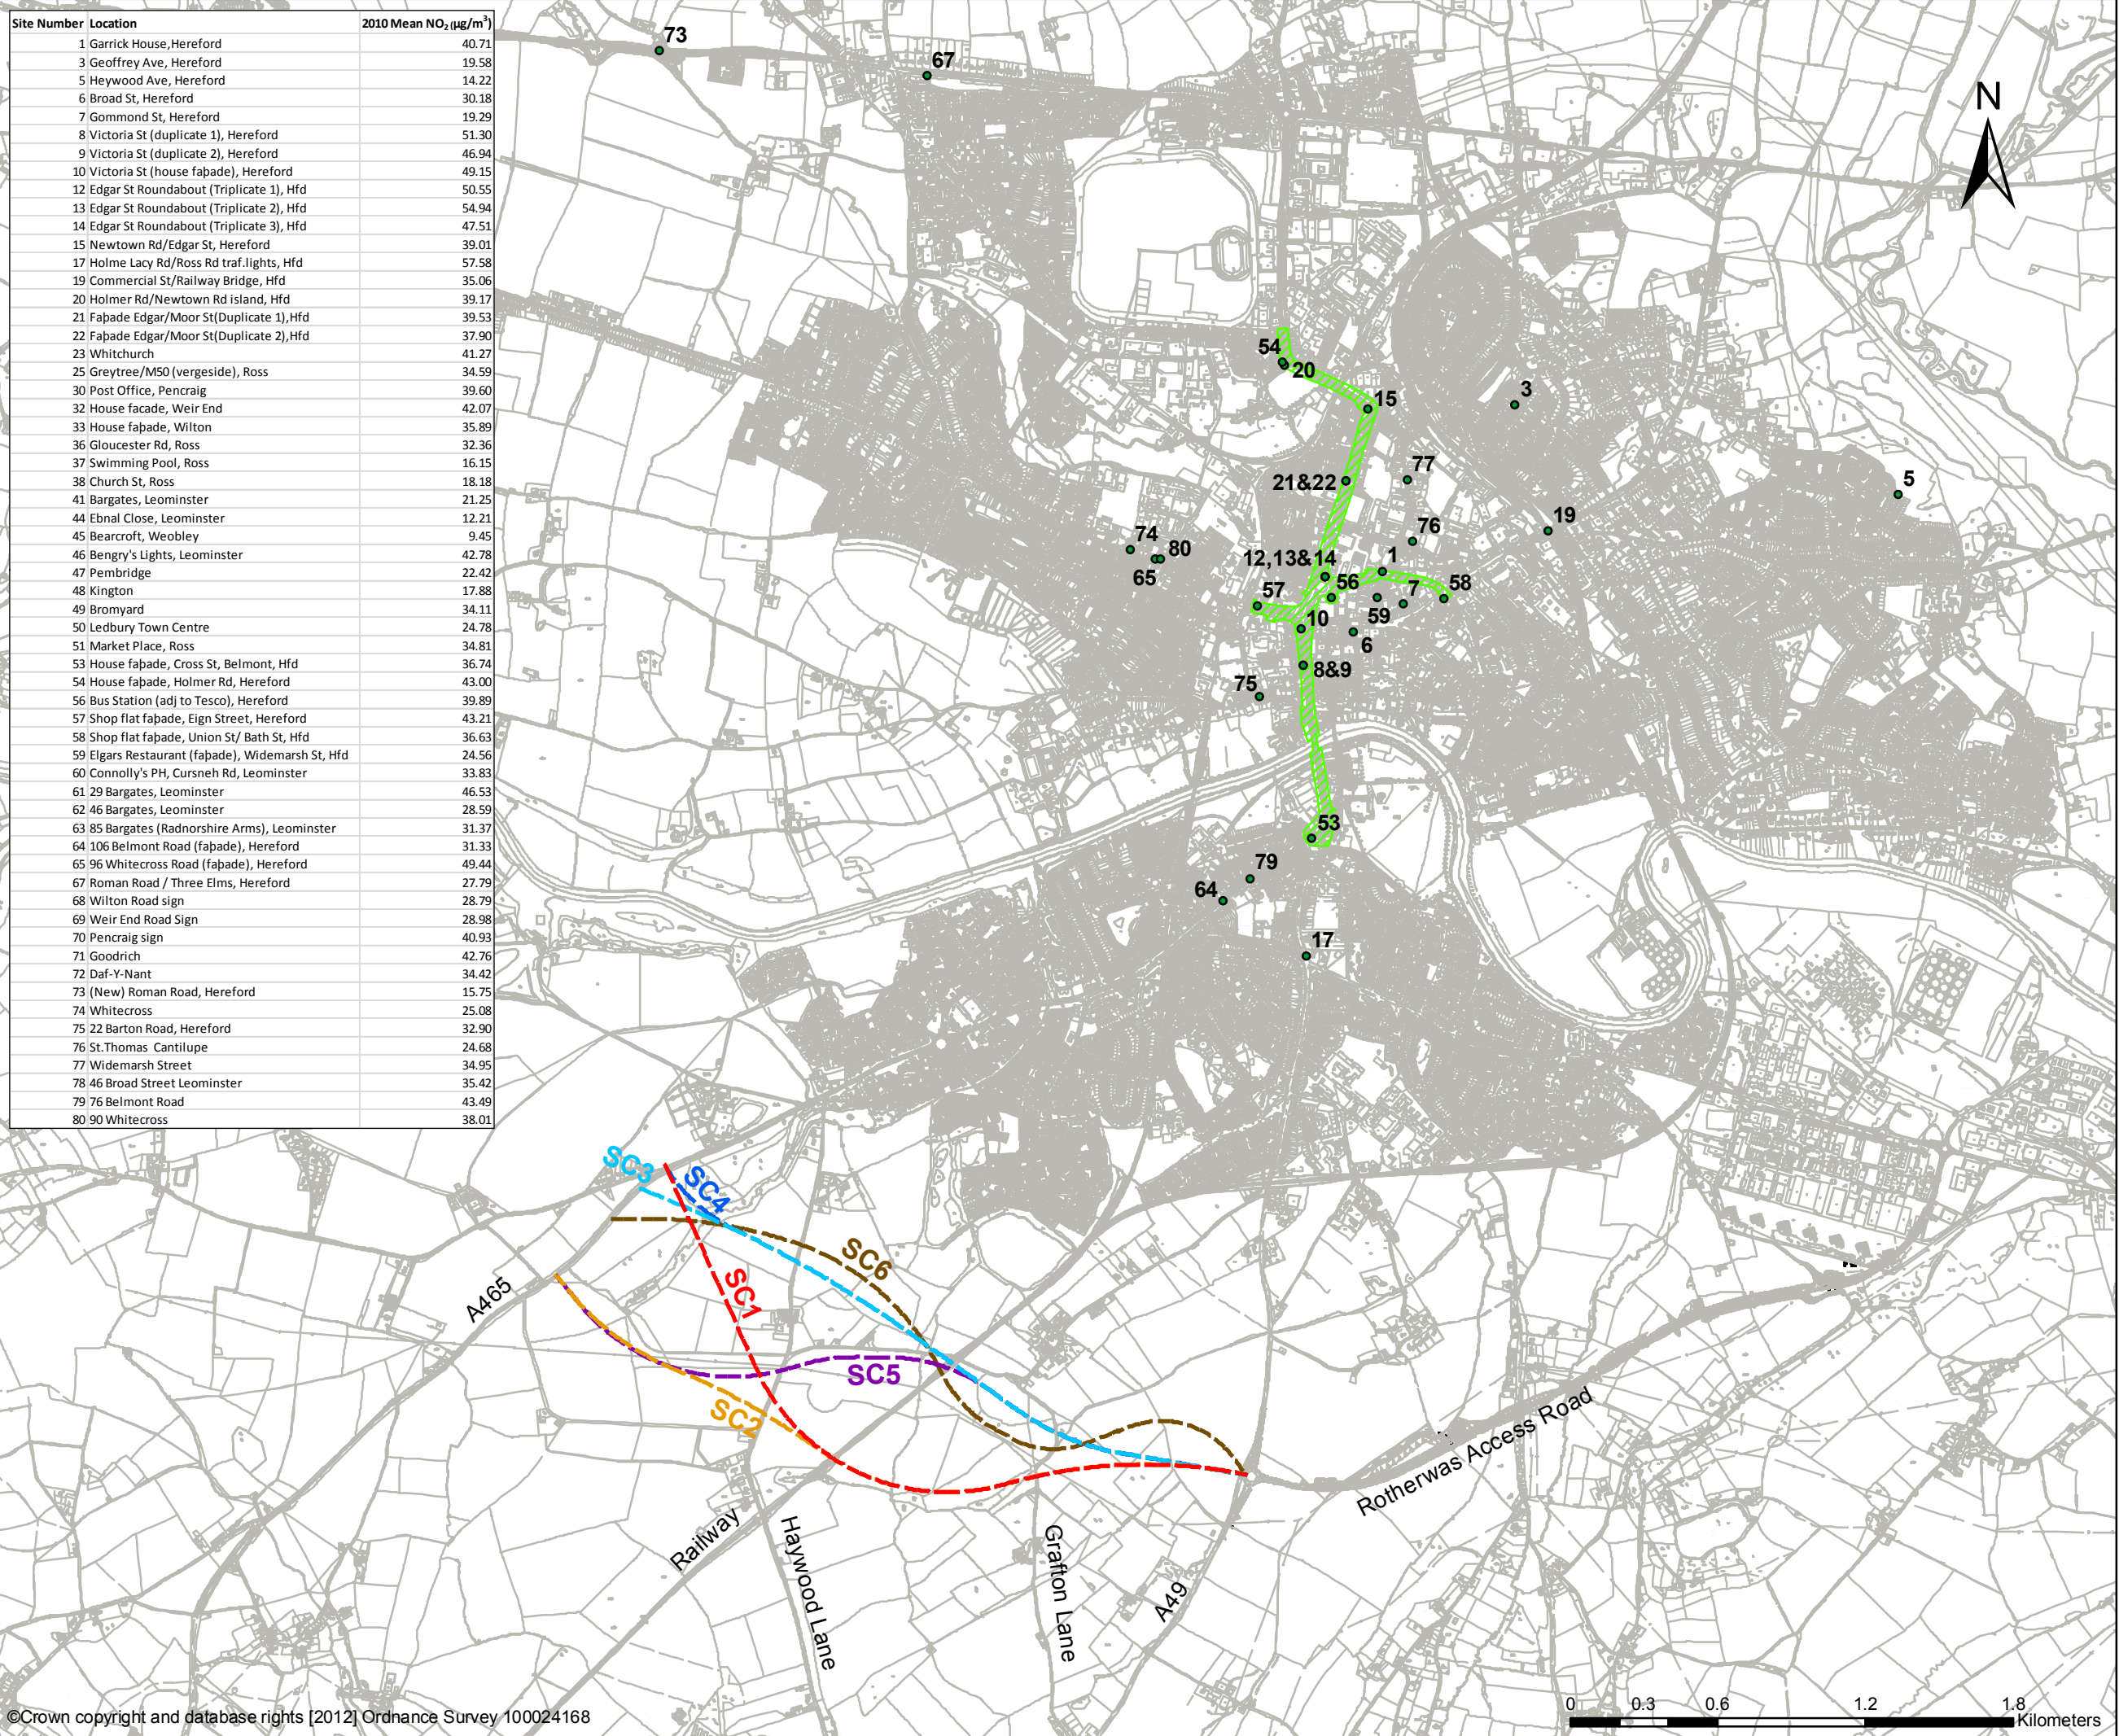 Site Number Location 2010 Mean NO2 (µg/m3)
1 Garrick House,Hereford 40.71
3 Geoffrey Ave, Hereford 19.58
5 Heywood Ave, Hereford 14.22
6 Broad St, Hereford 30.18
7 Gommond St, Hereford 19.29
8 Victoria St (duplicate 1), Hereford 51.30
9 Victoria St (duplicate 2), Hereford 46.94
10 Victoria St (house faþade), Hereford 49.15
12 Edgar St Roundabout (Triplicate 1), Hfd 50.55
13 Edgar St Roundabout (Triplicate 2), Hfd 54.94
14 Edgar St Roundabout (Triplicate 3), Hfd 47.51
15 Newtown Rd/Edgar St, Hereford 39.01
17 Holme Lacy Rd/Ross Rd traf.lights, Hfd 57.58
19 Commercial St/Railway Bridge, Hfd 35.06
20 Holmer Rd/Newtown Rd island, Hfd 39.17
21 Faþade Edgar/Moor St(Duplicate 1),Hfd 39.53
22 Faþade Edgar/Moor St(Duplicate 2),Hfd 37.90
23 Whitchurch 41.27
25 Greytree/M50 (vergeside), Ross 34.59
30 Post Office, Pencraig 39.60
32 House facade, Weir End 42.07
33 House faþade, Wilton 35.89
36 Gloucester Rd, Ross 32.36
37 Swimming Pool, Ross 16.15
38 Church St, Ross 18.18
41 Bargates, Leominster 21.25
44 Ebnal Close, Leominster 12.21
45 Bearcroft, Weobley 9.45
46 Bengry's Lights, Leominster 42.78
47 Pembridge 22.42
48 Kington 17.88
49 Bromyard 34.11
50 Ledbury Town Centre 24.78
51 Market Place, Ross 34.81
53 House faþade, Cross St, Belmont, Hfd 36.74
54 House faþade, Holmer Rd, Hereford 43.00
56 Bus Station (adj to Tesco), Hereford 39.89
57 Shop flat faþade, Eign Street, Hereford 43.21
58 Shop flat faþade, Union St/ Bath St, Hfd 36.63
59 Elgars Restaurant (faþade), Widemarsh St, Hfd 24.56
60 Connolly's PH, Cursneh Rd, Leominster 33.83
61 29 Bargates, Leominster 46.53
62 46 Bargates, Leominster 28.59
63 85 Bargates (Radnorshire Arms), Leominster 31.37
64 106 Belmont Road (faþade), Hereford 31.33
65 96 Whitecross Road (faþade), Hereford 49.44
67 Roman Road / Three Elms, Hereford 27.79
68 Wilton Road sign 28.79
69 Weir End Road Sign 28.98
70 Pencraig sign 40.93
71 Goodrich 42.76
72 Daf-Y-Nant 34.42
73 (New) Roman Road, Hereford 15.75
74 Whitecross 25.08
75 22 Barton Road, Hereford 32.90
76 St.Thomas Cantilupe 24.68
77 Widemarsh Street 34.95
78 46 Broad Street Leominster 35.42
79 76 Belmont Road 43.49
80 90 Whitecross 38.01
73
67
N
54
20
15
3
77
21&22
5
76
19
74
80
65
12,13&14
1
56
57
7
58
59
10
6
8&9
75
53
79
64
17
SC3
SC4
SC6
SC1
A465
SC5
SC2
Rotherwas Access Road
Railway
Haywood Lane
Grafton Lane
A49
0 0.3 0.6 1.2 1.8
Kilometers
©Crown copyright and database rights [2012] Ordnance Survey 100024168